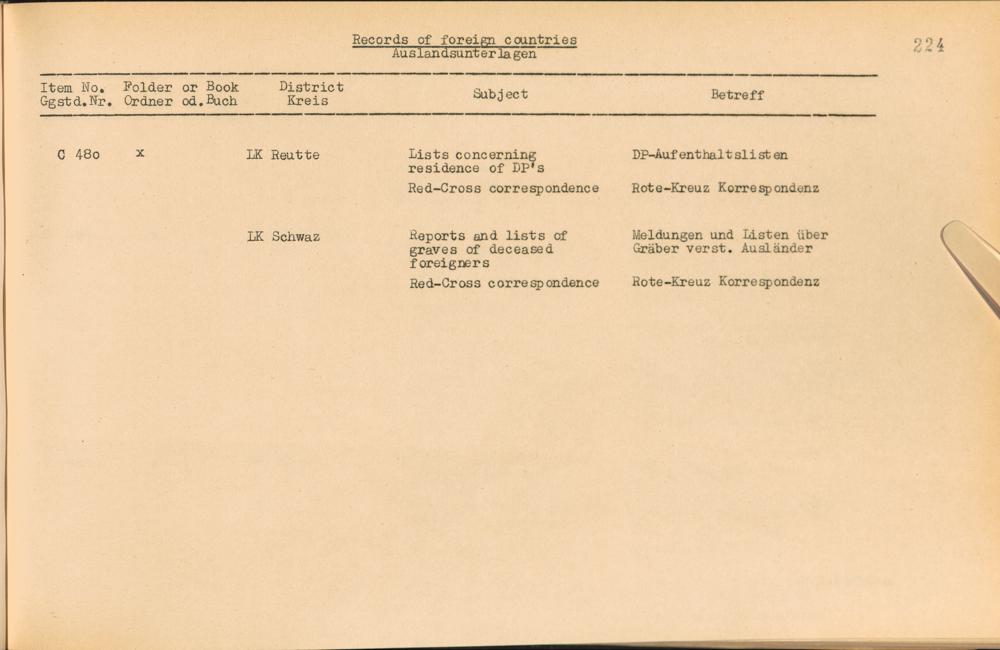 Records of foreign countries
Auslandsunterlagen
224
Item No. Folder or Book District Subject Betreff
Ggstd.Nr. Ordner od.Buch Kreis
C 48o x LK Reutte Lists concerning DP-Aufenthaltslisten
residence of DP's
Red-Cross correspondence Rote-Kreuz Korrespondenz
LK Schwaz Reports and lists of Meldungen und Listen über
graves of deceased Gräber verst. Ausländer
foreigners
Red-Cross correspondence Rote-Kreuz Korrespondenz